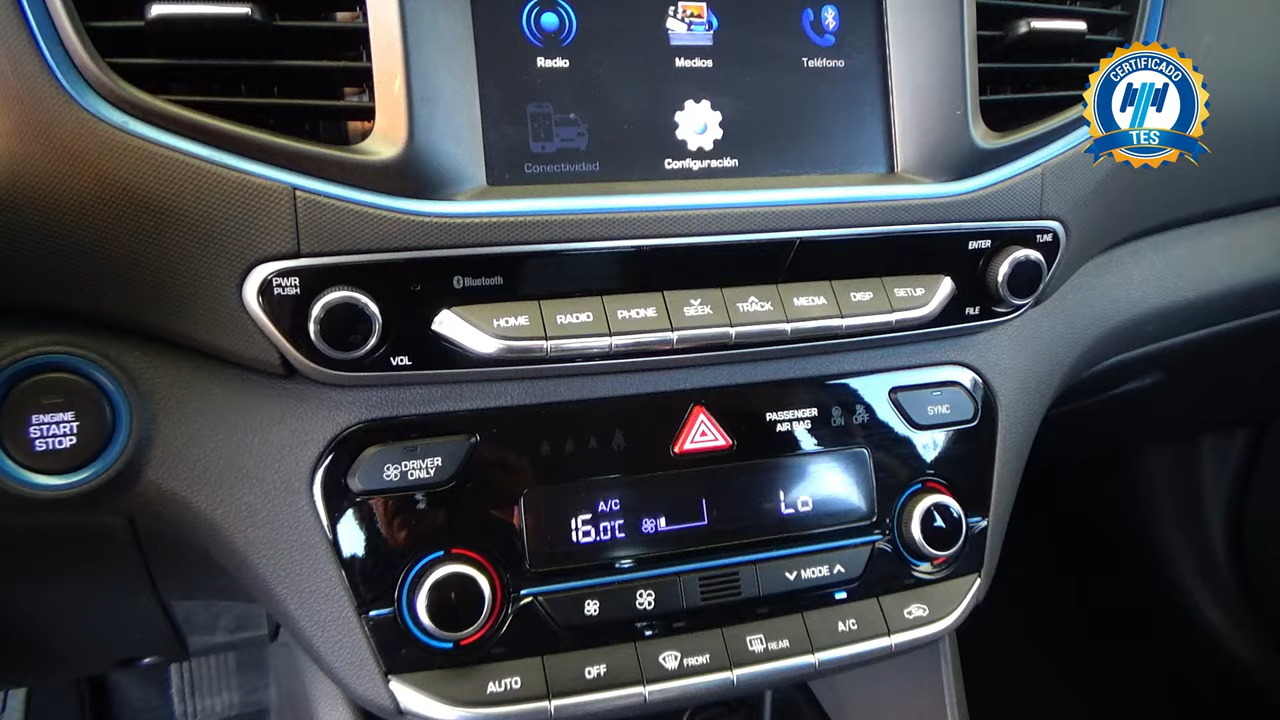 Radio
Medios
Teléfono
Conectividad
Configuración
CERTIFICADO
TES
PWR
PUSH
VOL
Bluetooth
HOME
RADIO
PHONE
SEEK
TRACK
MEDIA
DISP
SETUP
ENTER
TUNE
FILE
ENGINE
START
STOP
DRIVER
ONLY
PASSENGER
AIR BAG
ON
OFF
SYNC
A/C
16.0°C
Lo
MODE
AUTO
OFF
FRONT
REAR
A/C